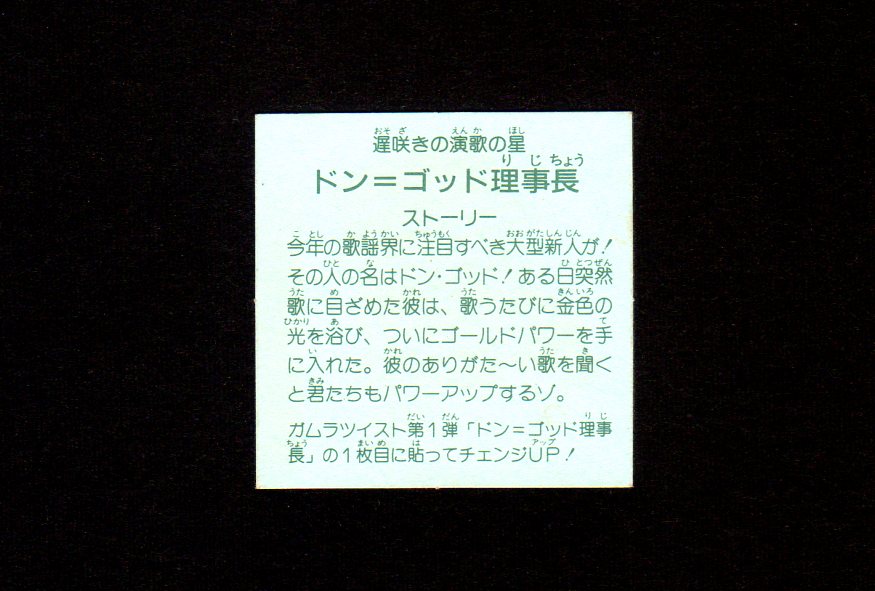 遅咲きの演歌の星
ドン＝ゴッド理事長
ストーリー
今年の歌謡界に注目すべき大型新人が！
その人の名はドン・ゴッド！ある日突然
歌に目ざめた彼は、歌うたびに金色の
光を浴び、ついにゴールドパワーを手
に入れた。彼のありがた〜い歌を聞く
と君たちもパワーアップするゾ。
ガムラツイスト第1弾「ドン＝ゴッド理事
長」の1枚目に貼ってチェンジUP！